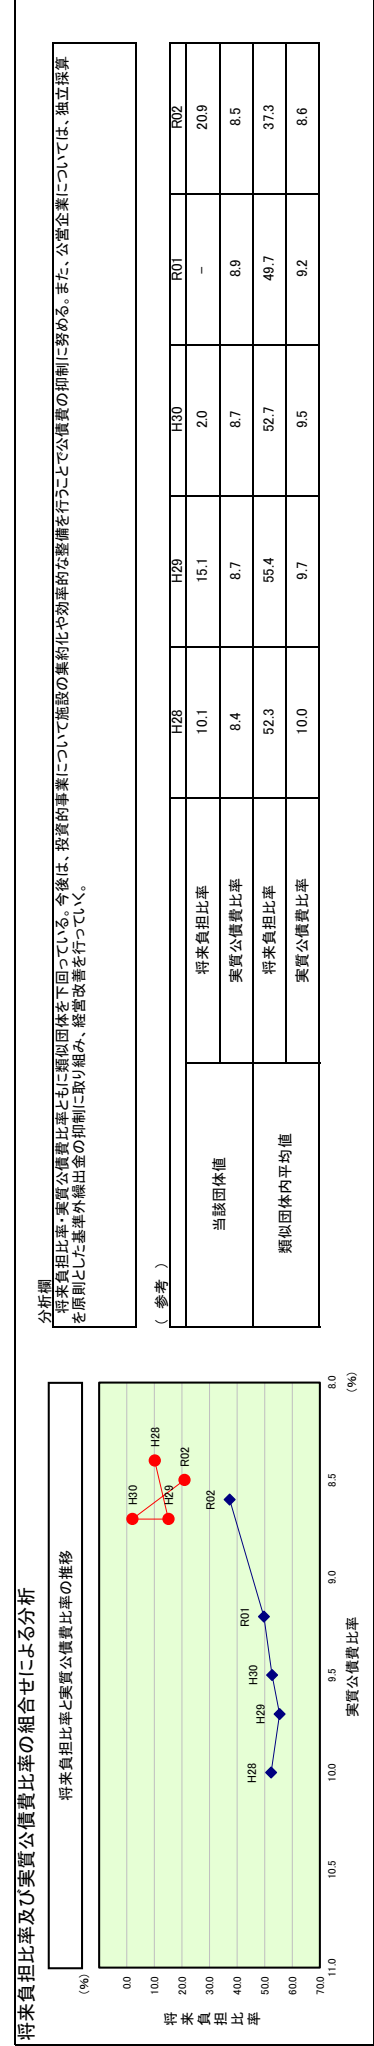 将来負担比率及び実質公債費比率の組合せによる分析
将来負担比率と実質公債費比率の推移
(%)
0.0
10.0
20.0
30.0
40.0
50.0
60.0
70.0
将来負担比率
H28
H29
H30
R01
R02
H30
H29
H28
R02
11.0
10.5
10.0
9.5
9.0
8.5
8.0
(%)
実質公債費比率
分析欄
将来負担比率・実質公債費比率ともに類似団体を下回っている。今後は、投資的事業について施設の集約化や効率的な整備を行うことで公債費の抑制に努める。また、公営企業については、独立採算
を原則とした基準外繰出金の抑制に取り組み、経営改善を行っていく。
( 参考 )
H28 H29 H30 R01 R02
当該団体値 将来負担比率 10.1 15.1 2.0 - 20.9
実質公債費比率 8.4 8.7 8.7 8.9 8.5
類似団体内平均値 将来負担比率 52.3 55.4 52.7 49.7 37.3
実質公債費比率 10.0 9.7 9.5 9.2 8.6